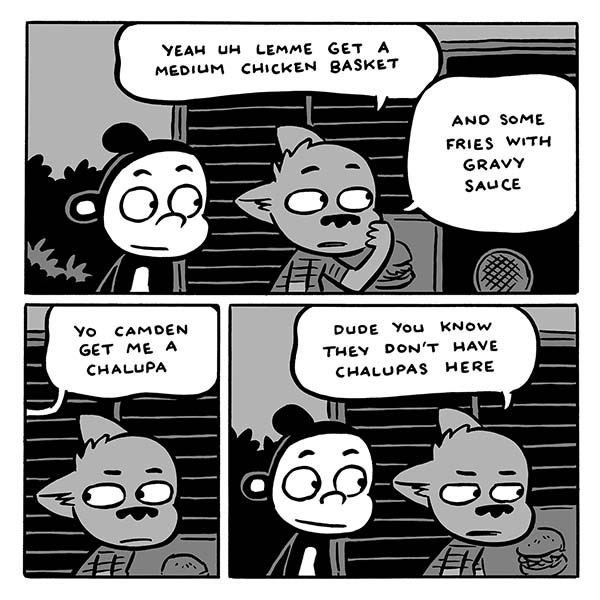 YEAH UH LEMME GET A
MEDIUM CHICKEN BASKET
AND SOME
FRIES WITH
GRAVY
SAUCE
YO CAMDEN
GET ME A
CHALUPA
DUDE YOU KNOW
THEY DON'T HAVE
CHALUPAS HERE